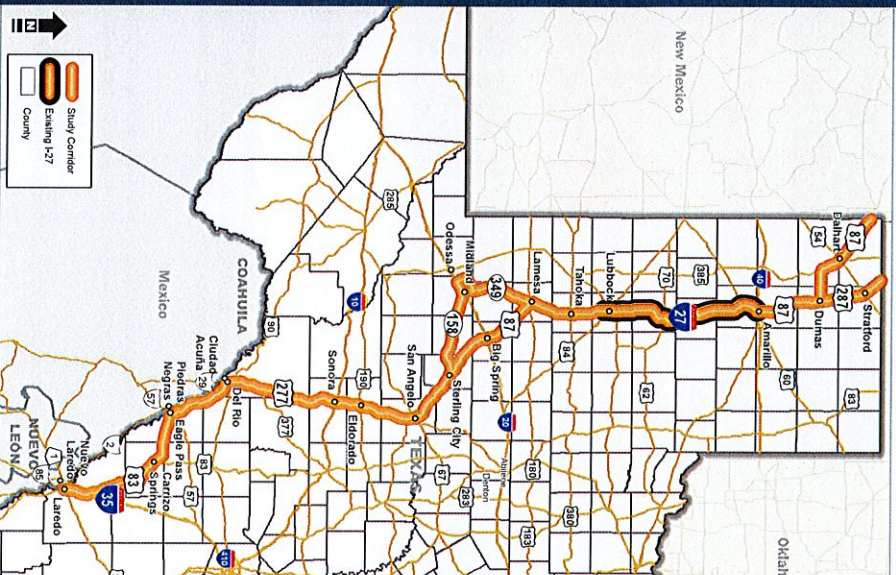 New Mexico
Oklah
87
Dalhart
54
Stratford
287
Dumas
87
83
40
Amarillo
60
385
70
27
62
Lubbock
Tahoka
84
Lamesa
380
349
87
Midland
Odessa
Big Spring
20
180
Abilene
Denton
183
158
Sterling City
283
67
San Angelo
TEXAS
285
10
190
Eldorado
Sonora
277
377
90
COAHUILA
Mexico
Ciudad
Acuña
29
Del Rio
410
Piedras
Negras
57
Eagle Pass
83
57
Carrizo
Springs
83
35
2
Nuevo
Laredo
1
85
Laredo
NUEVO
LEÓN
N
Study Corridor
Existing I-27
County